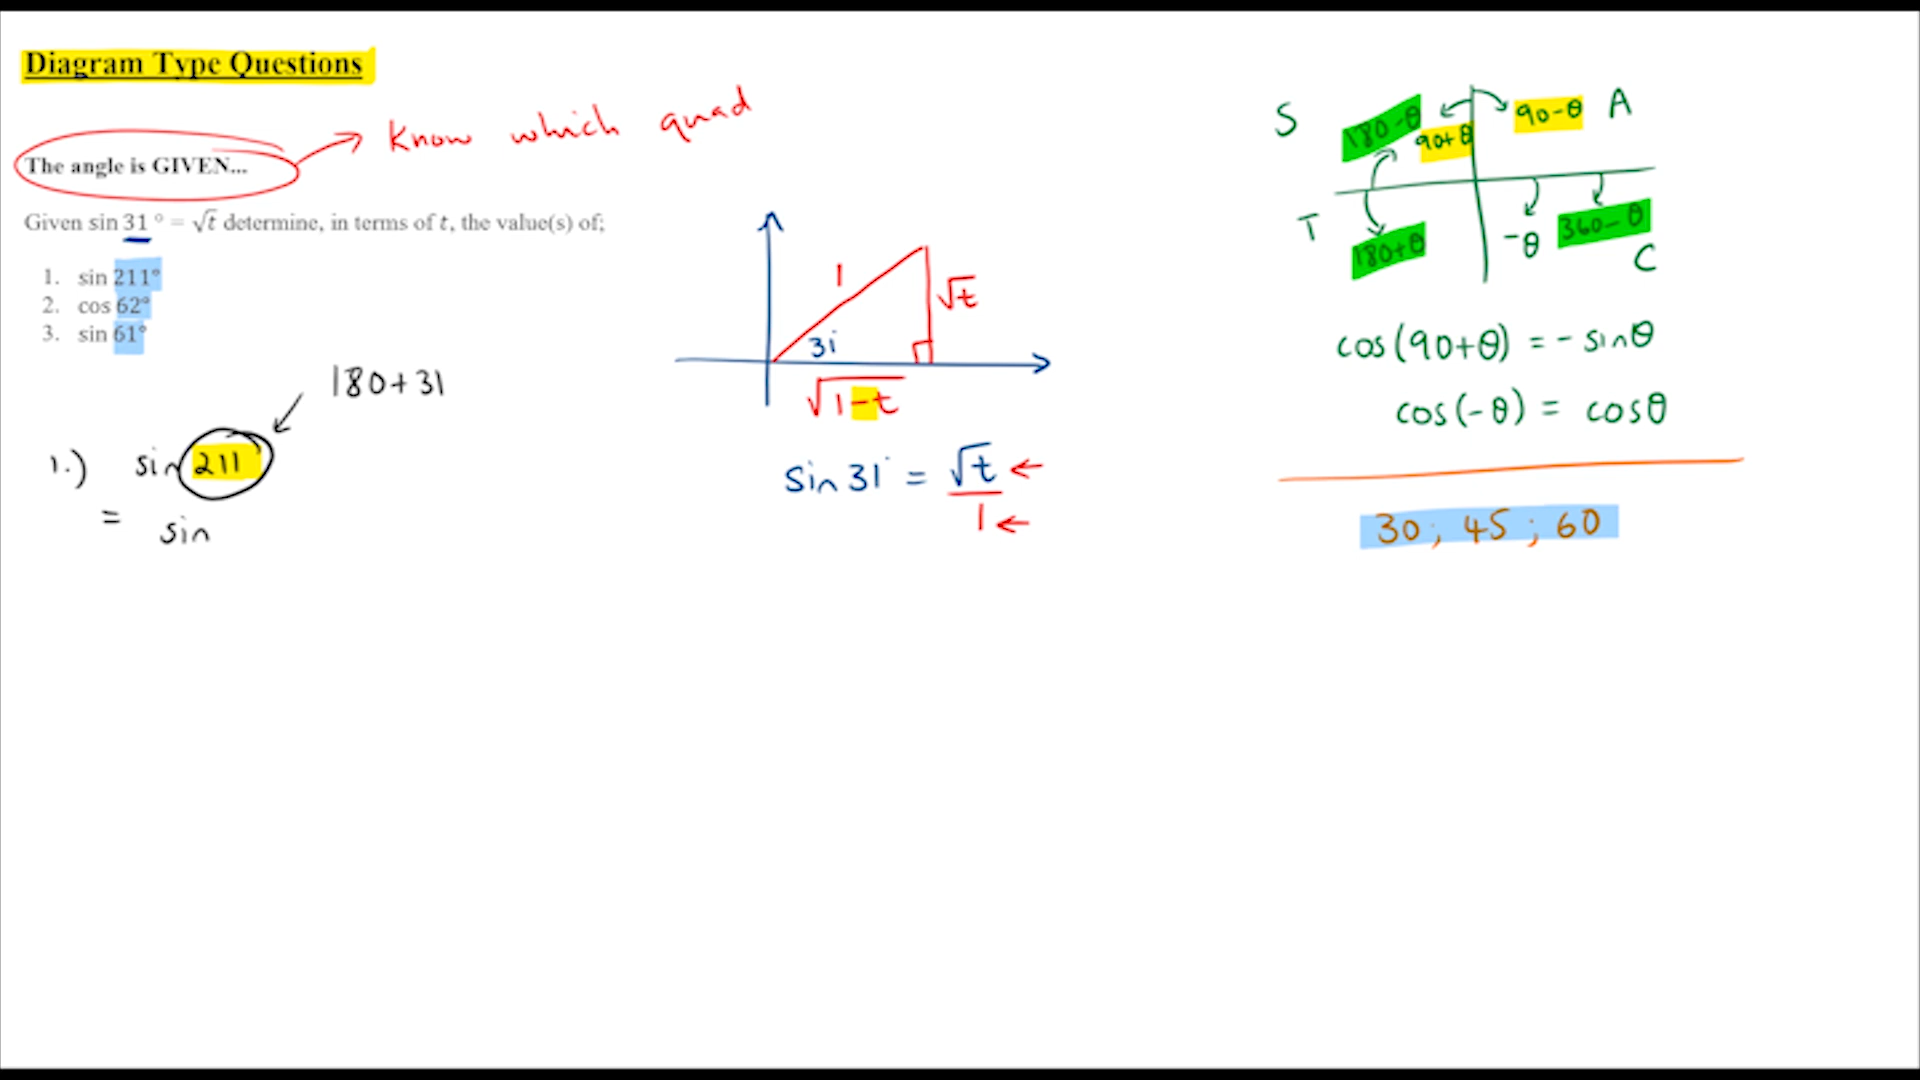 Diagram Type Questions
The angle is GIVEN...
Know which quad
Given sin 31° = √t determine, in terms of t, the value(s) of;
1. sin 211°
2. cos 62°
3. sin 61°
180+31
1.) sin 211
= sin
1
√t
31
√1-t
sin 31 = √t
1
S
180-θ
90+θ
90-θ
A
T
180+θ
-θ
360-θ
C
cos(90+θ) = - sinθ
cos(-θ) = cosθ
30 ; 45 ; 60